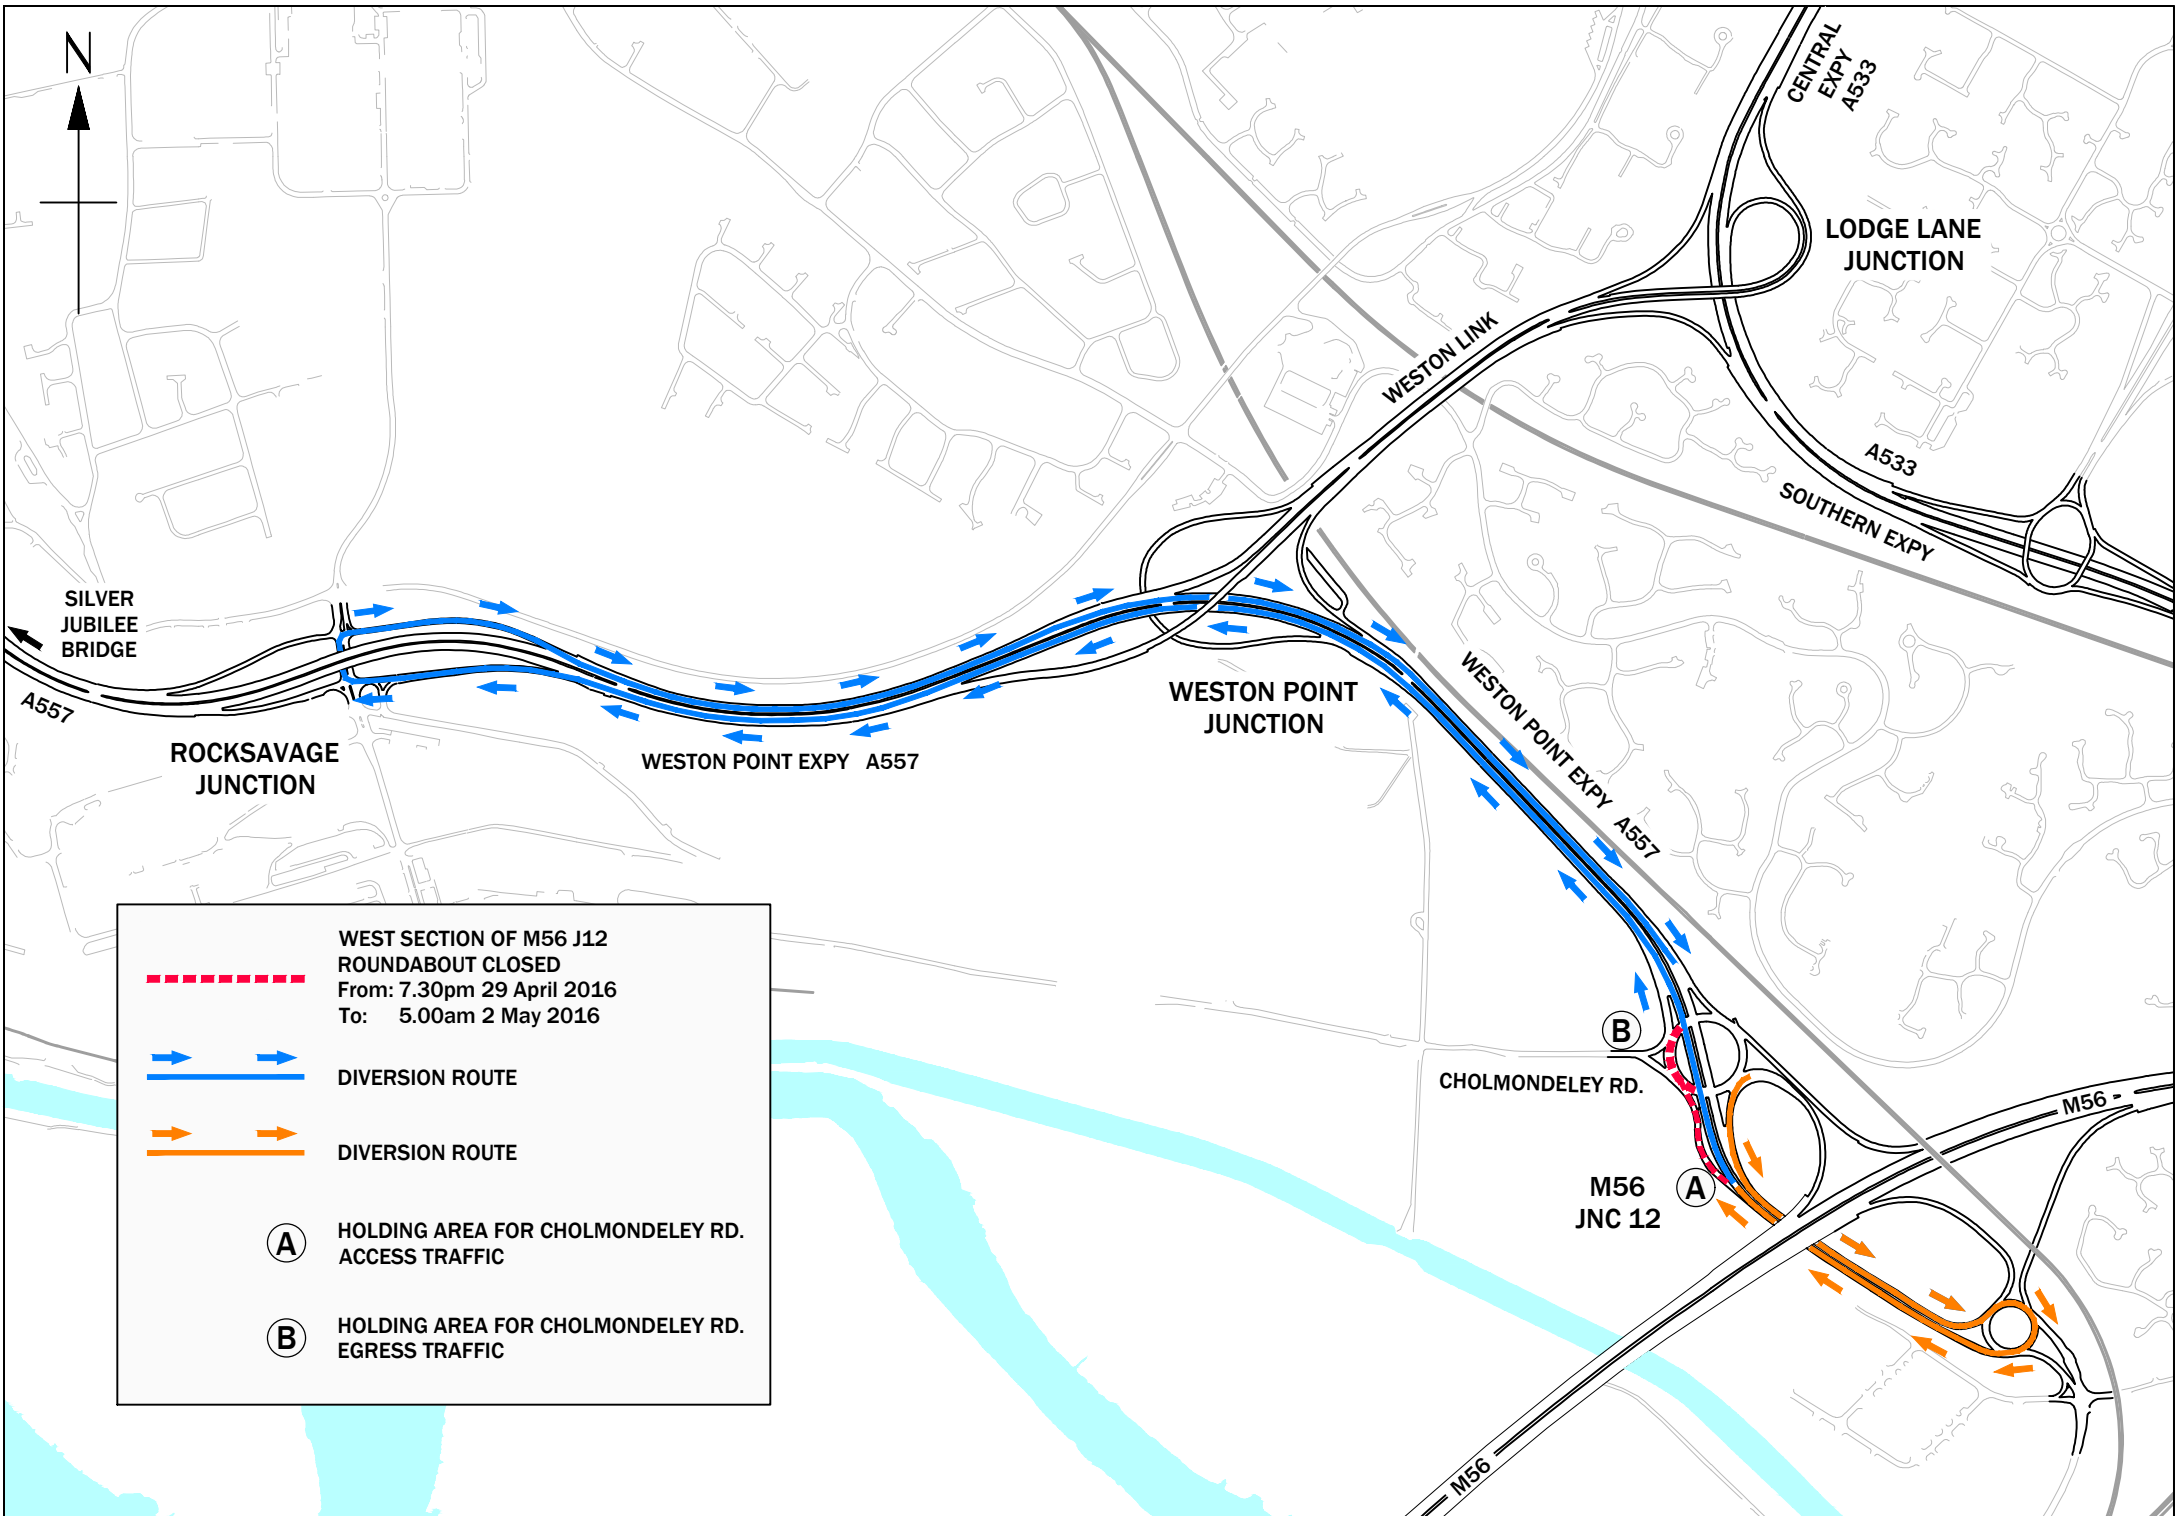 N
CENTRAL
EXPY
A533
LODGE LANE
JUNCTION
WESTON LINK
A533
SOUTHERN EXPY
SILVER
JUBILEE
BRIDGE
A557
ROCKSAVAGE
JUNCTION
WESTON POINT EXPY A557
WESTON POINT
JUNCTION
WESTON POINT EXPY A557
B
CHOLMONDELEY RD.
M56
A
M56
JNC 12
M56
WEST SECTION OF M56 J12
ROUNDABOUT CLOSED
From: 7.30pm 29 April 2016
To: 5.00am 2 May 2016
DIVERSION ROUTE
DIVERSION ROUTE
A
HOLDING AREA FOR CHOLMONDELEY RD.
ACCESS TRAFFIC
B
HOLDING AREA FOR CHOLMONDELEY RD.
EGRESS TRAFFIC